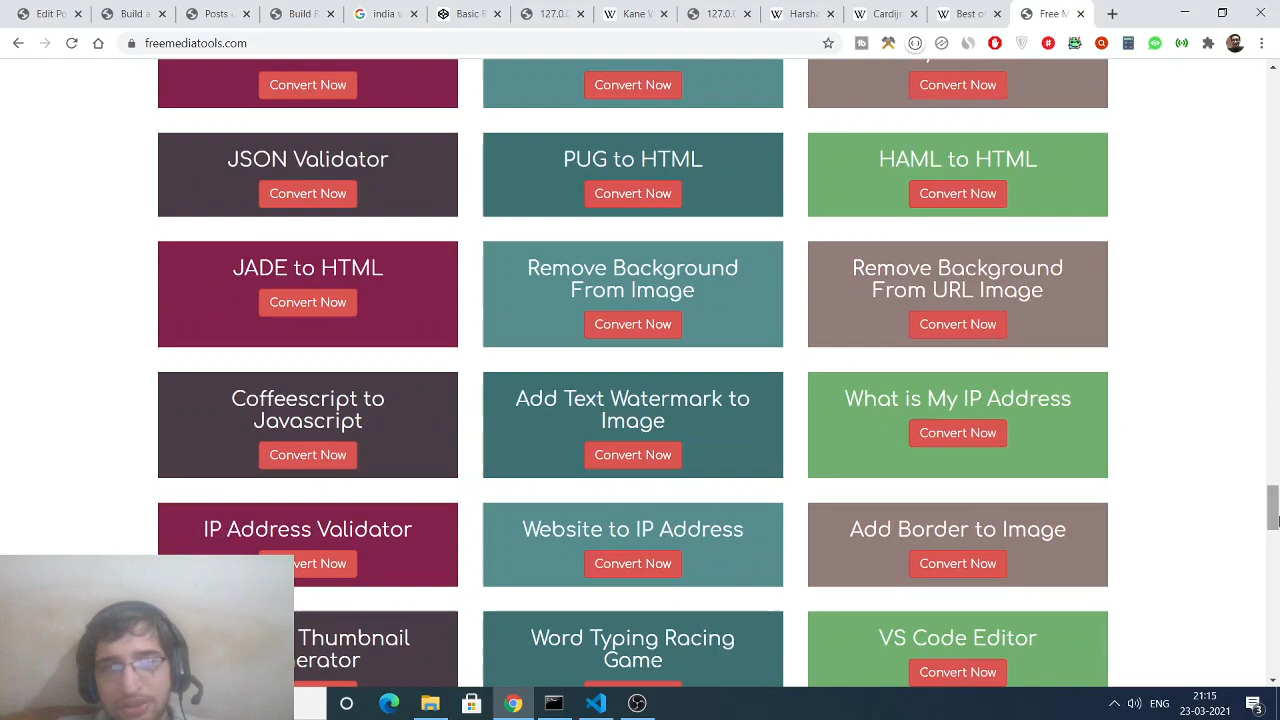 Edit Po
Posts
india
Basic
127.0.
127.0.
Harsha
Cardji
Best of
Free M
freemediatools.com
Convert Now
Convert Now
Convert Now
JSON Validator
Convert Now
PUG to HTML
Convert Now
HAML to HTML
Convert Now
JADE to HTML
Convert Now
Remove Background
From Image
Convert Now
Remove Background
From URL Image
Convert Now
Coffeescript to
Javascript
Convert Now
Add Text Watermark to
Image
Convert Now
What is My IP Address
Convert Now
IP Address Validator
vert Now
Website to IP Address
Convert Now
Add Border to Image
Convert Now
Thumbnail
erator
Word Typing Racing
Game
VS Code Editor
Convert Now
ENG
21:15
23-03-2021
3